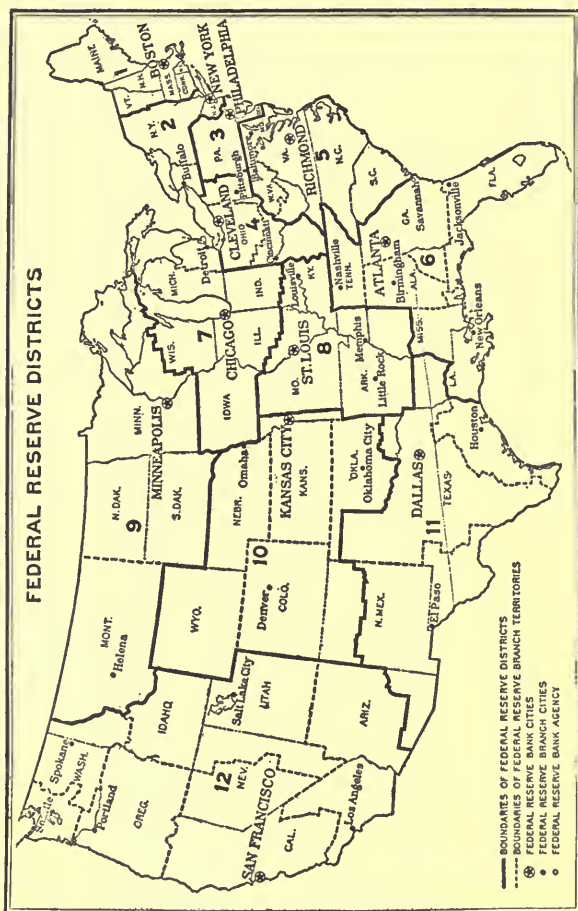 FEDERAL RESERVE DISTRICTS
MAINE
1
VT.
N.H.
BOSTON
MASS.
CONN.
N.Y.
2
Buffalo
NEW YORK
N.J.
PHILADELPHIA
3
PA.
Pittsburgh
CLEVELAND
OHIO
4
Cincinnati
Baltimore
W.VA.
VA.
RICHMOND
5
N.C.
S.C.
MICH.
Detroit
WIS.
7
CHICAGO
ILL.
IND.
IOWA
Louisville
KY.
Nashville
TENN.
ATLANTA
GA.
Savannah
Birmingham
ALA.
6
Jacksonville
FLA.
MISS.
New Orleans
LA.
MO.
ST. LOUIS
8
Memphis
ARK.
Little Rock
MINN.
MINNEAPOLIS
N. DAK.
9
S. DAK.
MONT.
Helena
NEBR.
Omaha
KANSAS CITY
KANS.
10
WYO.
Denver
COLO.
OKLA.
Oklahoma City
N. MEX.
DALLAS
11
TEXAS
Houston
El Paso
Spokane
WASH.
Seattle
Portland
OREG.
IDAHO
Salt Lake City
UTAH
ARIZ.
12
NEV.
SAN FRANCISCO
CAL.
Los Angeles
BOUNDARIES OF FEDERAL RESERVE DISTRICTS
BOUNDARIES OF FEDERAL RESERVE BRANCH TERRITORIES
FEDERAL RESERVE BANK CITIES
FEDERAL RESERVE BRANCH CITIES
FEDERAL RESERVE BANK AGENCY